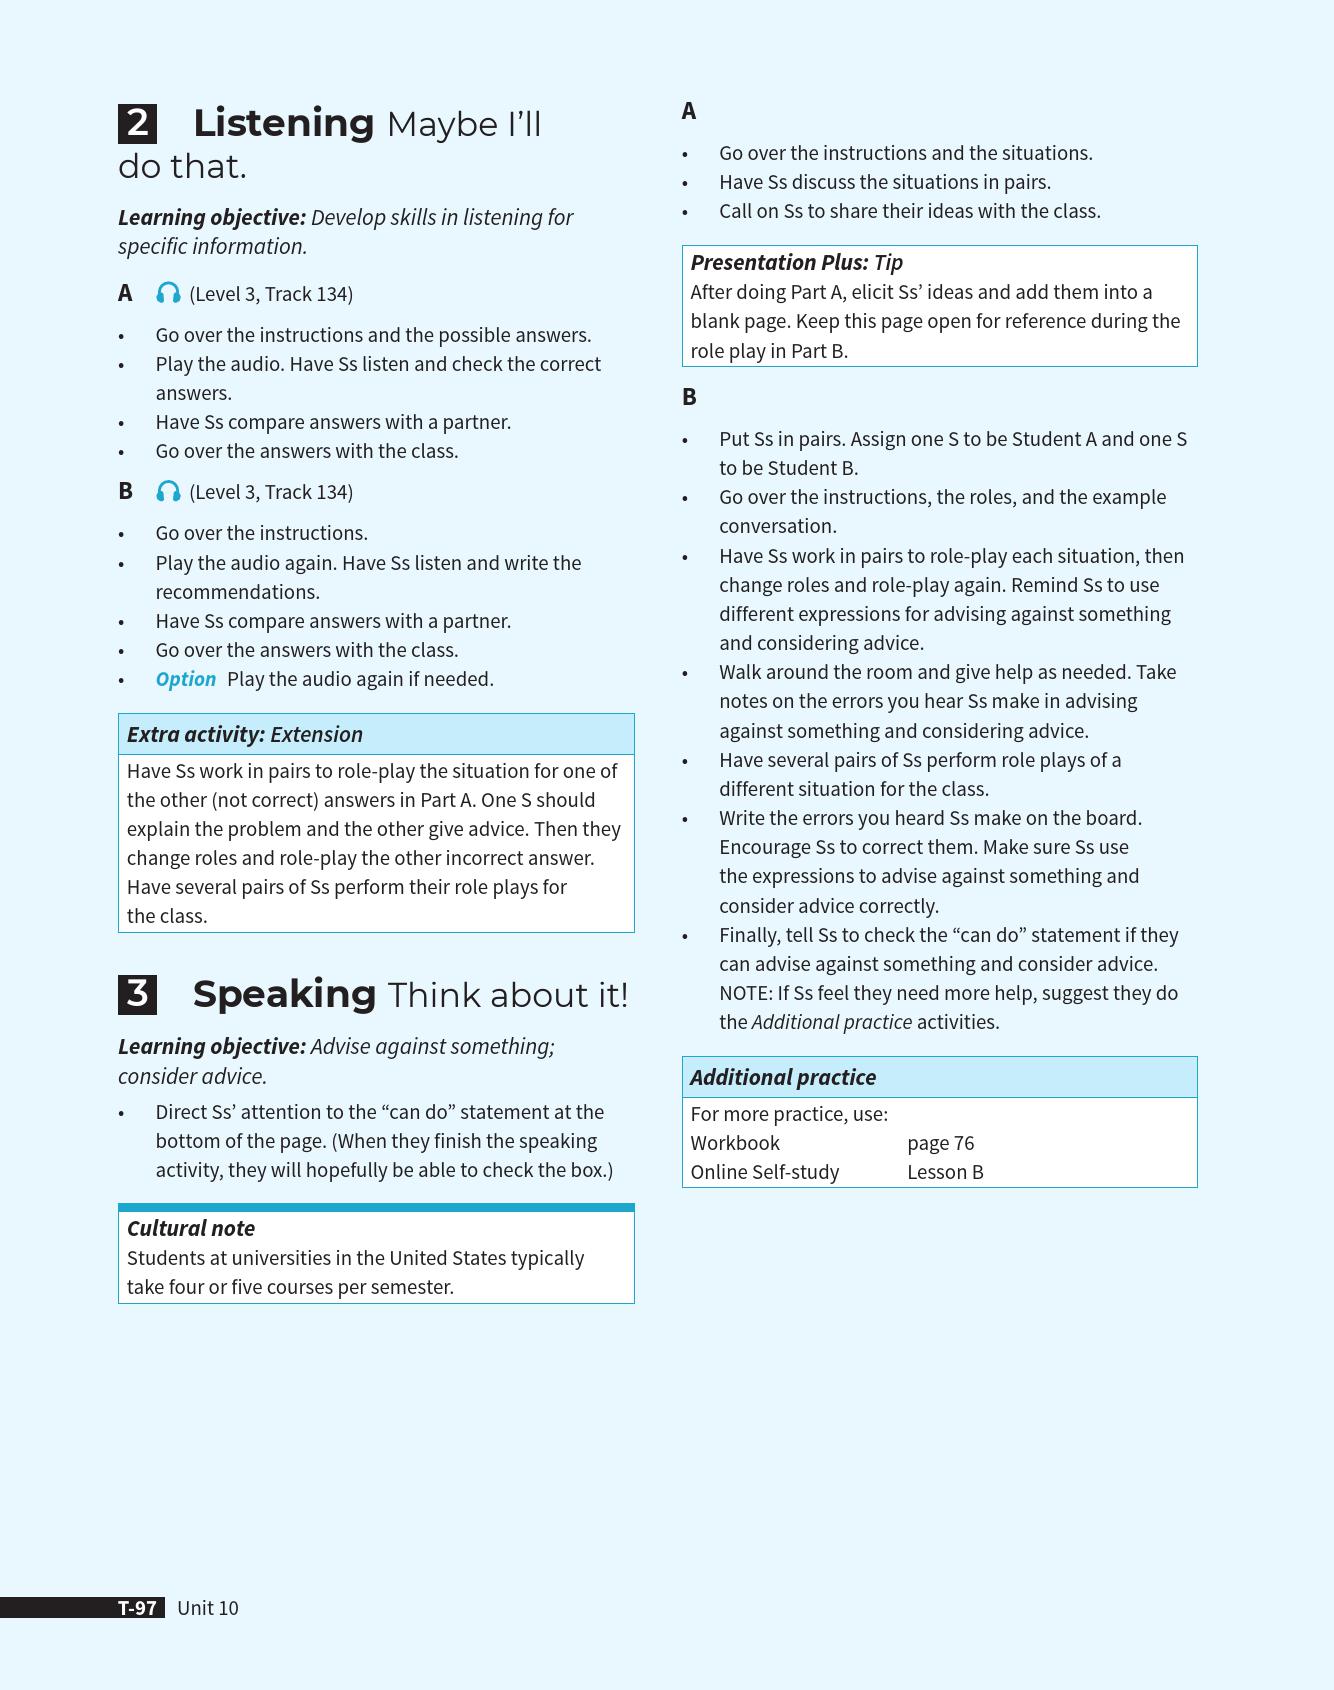 2 Listening Maybe I’ll
do that.
Learning objective: Develop skills in listening for
specific information.
A (Level 3, Track 134)
• Go over the instructions and the possible answers.
• Play the audio. Have Ss listen and check the correct
answers.
• Have Ss compare answers with a partner.
• Go over the answers with the class.
B (Level 3, Track 134)
• Go over the instructions.
• Play the audio again. Have Ss listen and write the
recommendations.
• Have Ss compare answers with a partner.
• Go over the answers with the class.
• Option Play the audio again if needed.
Extra activity: Extension
Have Ss work in pairs to role-play the situation for one of
the other (not correct) answers in Part A. One S should
explain the problem and the other give advice. Then they
change roles and role-play the other incorrect answer.
Have several pairs of Ss perform their role plays for
the class.
3 Speaking Think about it!
Learning objective: Advise against something;
consider advice.
• Direct Ss’ attention to the “can do” statement at the
bottom of the page. (When they finish the speaking
activity, they will hopefully be able to check the box.)
Cultural note
Students at universities in the United States typically
take four or five courses per semester.
A
• Go over the instructions and the situations.
• Have Ss discuss the situations in pairs.
• Call on Ss to share their ideas with the class.
Presentation Plus: Tip
After doing Part A, elicit Ss’ ideas and add them into a
blank page. Keep this page open for reference during the
role play in Part B.
B
• Put Ss in pairs. Assign one S to be Student A and one S
to be Student B.
• Go over the instructions, the roles, and the example
conversation.
• Have Ss work in pairs to role-play each situation, then
change roles and role-play again. Remind Ss to use
different expressions for advising against something
and considering advice.
• Walk around the room and give help as needed. Take
notes on the errors you hear Ss make in advising
against something and considering advice.
• Have several pairs of Ss perform role plays of a
different situation for the class.
• Write the errors you heard Ss make on the board.
Encourage Ss to correct them. Make sure Ss use
the expressions to advise against something and
consider advice correctly.
• Finally, tell Ss to check the “can do” statement if they
can advise against something and consider advice.
NOTE: If Ss feel they need more help, suggest they do
the Additional practice activities.
Additional practice
For more practice, use:
Workbook page 76
Online Self-study Lesson B
T-97 Unit 10